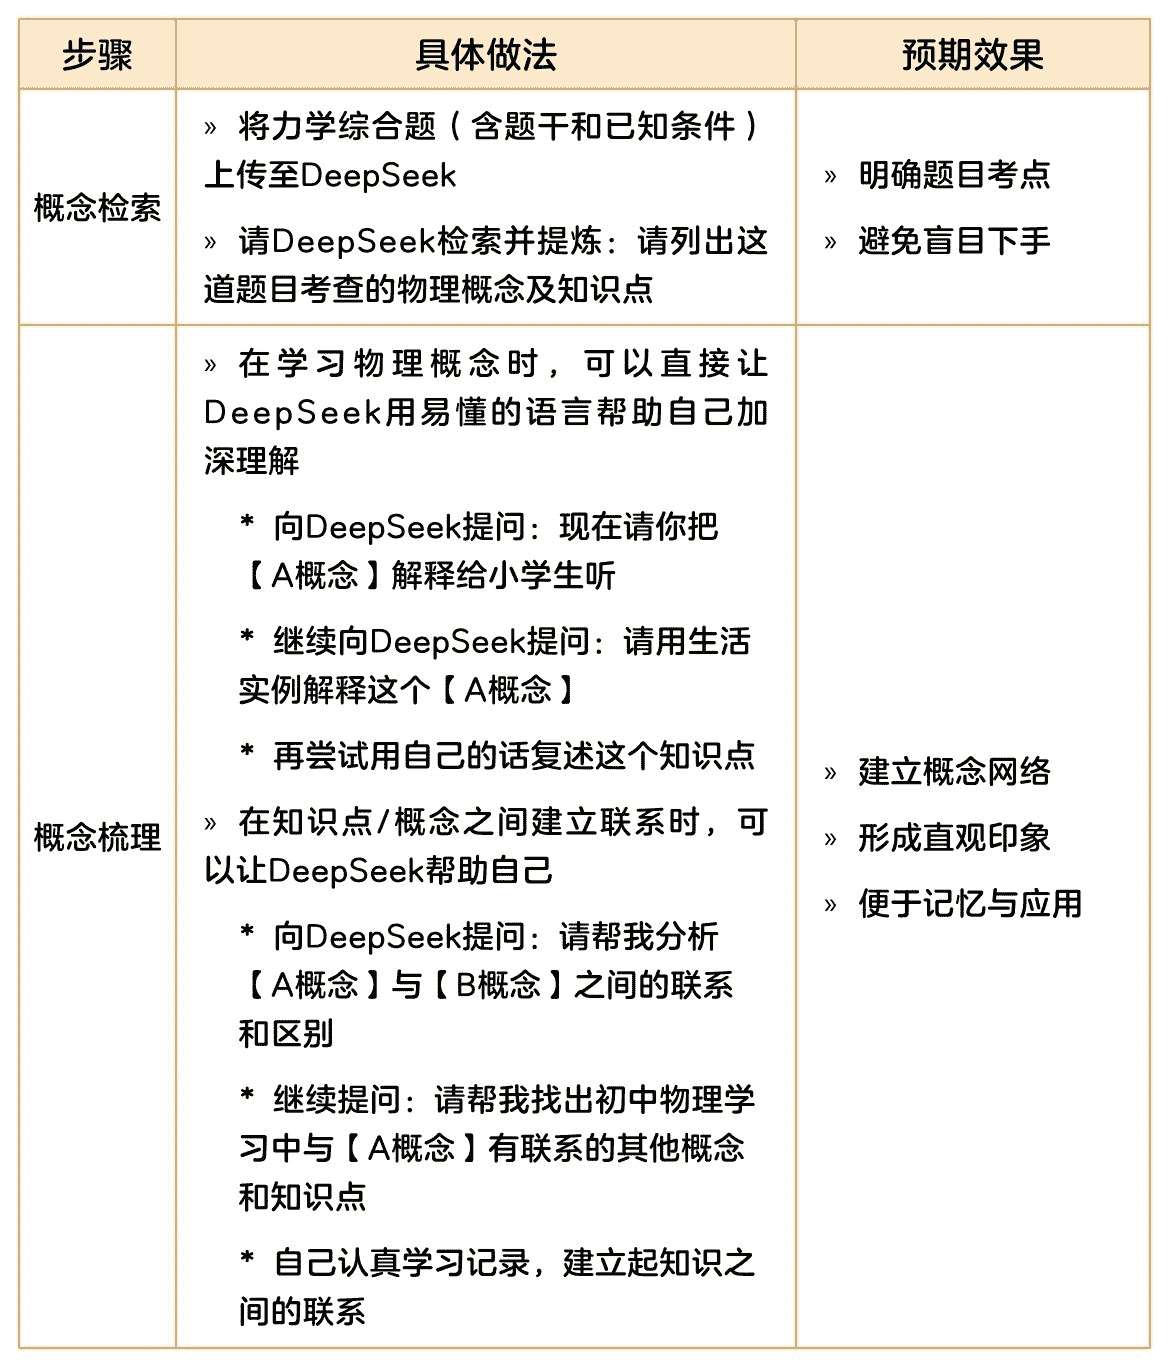 步骤
具体做法
预期效果
概念检索
» 将力学综合题（含题干和已知条件）
上传至DeepSeek
» 请DeepSeek检索并提炼：请列出这
道题目考查的物理概念及知识点
» 明确题目考点
» 避免盲目下手
概念梳理
» 在学习物理概念时，可以直接让
DeepSeek用易懂的语言帮助自己加
深理解
* 向DeepSeek提问：现在请你把
【A概念】解释给小学生听
* 继续向DeepSeek提问：请用生活
实例解释这个【A概念】
* 再尝试用自己的话复述这个知识点
» 在知识点/概念之间建立联系时，可
以让DeepSeek帮助自己
* 向DeepSeek提问：请帮我分析
【A概念】与【B概念】之间的联系
和区别
* 继续提问：请帮我找出初中物理学
习中与【A概念】有联系的其他概念
和知识点
* 自己认真学习记录，建立起知识之
间的联系
» 建立概念网络
» 形成直观印象
» 便于记忆与应用